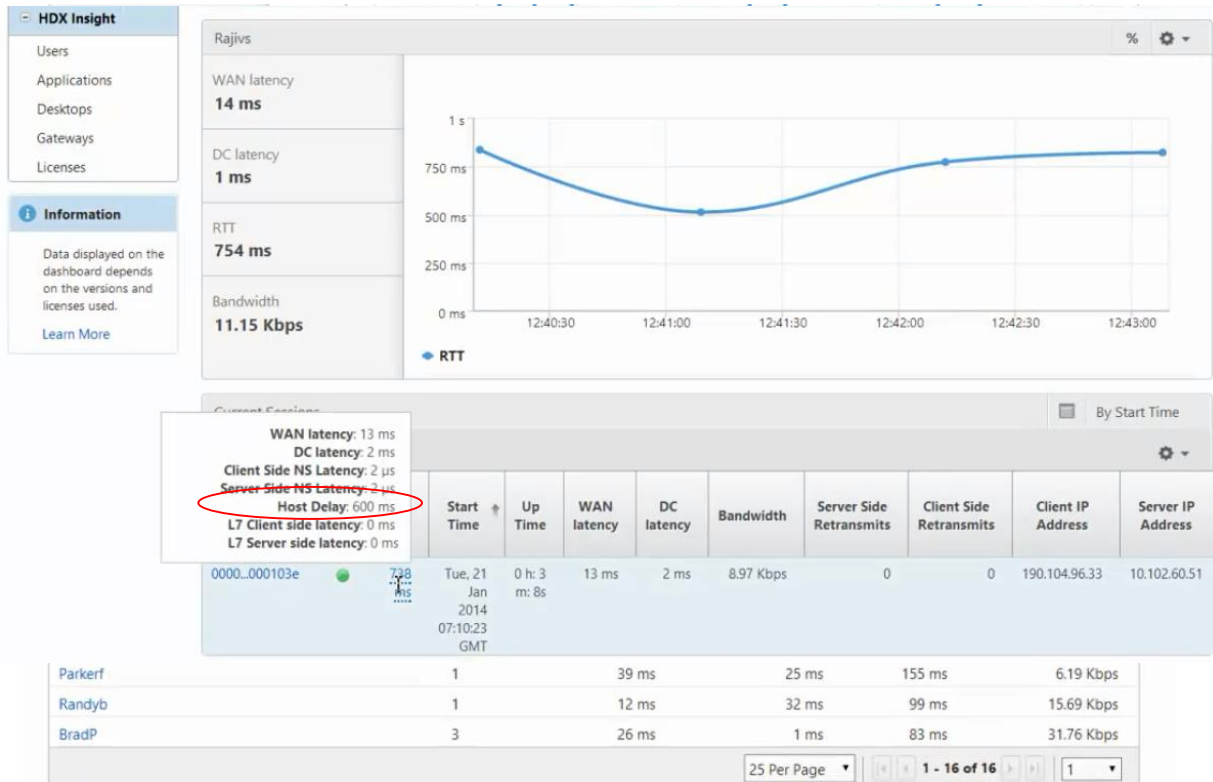 HDX Insight
Users
Applications
Desktops
Gateways
Licenses
Information
Data displayed on the
dashboard depends
on the versions and
licenses used.
Learn More
Rajivs
%
WAN latency
14 ms
DC latency
1 ms
RTT
754 ms
Bandwidth
11.15 Kbps
1 s
750 ms
500 ms
250 ms
0 ms
12:40:30 12:41:00 12:41:30 12:42:00 12:42:30 12:43:00
RTT
Current Sessions
By Start Time
WAN latency: 13 ms
DC latency: 2 ms
Client Side NS Latency: 2 µs
Server Side NS Latency: 2 µs
Host Delay: 600 ms
L7 Client side latency: 0 ms
L7 Server side latency: 0 ms
Start Time Up Time WAN latency DC latency Bandwidth Server Side Retransmits Client Side Retransmits Client IP Address Server IP Address
0000...000103e 738 ms Tue, 21 Jan 2014 07:10:23 GMT 0 h: 3 m: 8s 13 ms 2 ms 8.97 Kbps 0 0 190.104.96.33 10.102.60.51
Parkerf 1 39 ms 25 ms 155 ms 6.19 Kbps
Randyb 1 12 ms 32 ms 99 ms 15.69 Kbps
BradP 3 26 ms 1 ms 83 ms 31.76 Kbps
25 Per Page 1 - 16 of 16 1